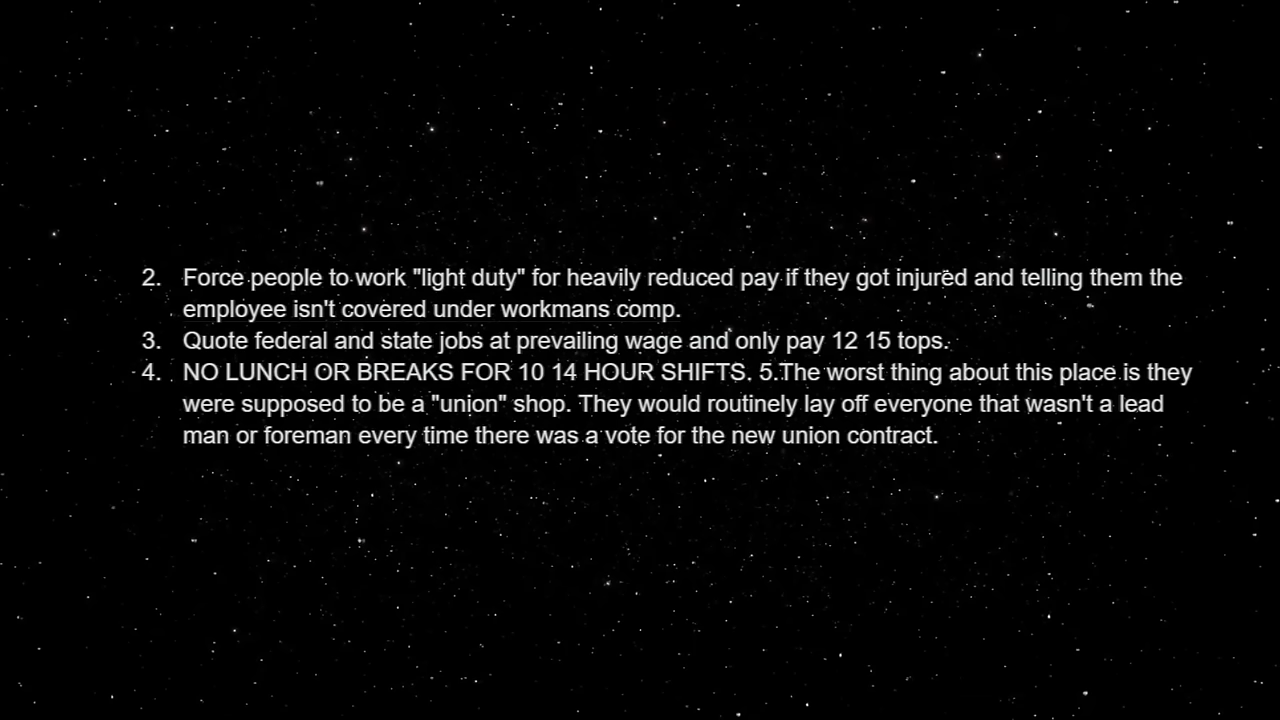 2. Force people to work "light duty" for heavily reduced pay if they got injured and telling them the
employee isn't covered under workmans comp.
3. Quote federal and state jobs at prevailing wage and only pay 12 15 tops.
4. NO LUNCH OR BREAKS FOR 10 14 HOUR SHIFTS. 5.The worst thing about this place is they
were supposed to be a "union" shop. They would routinely lay off everyone that wasn't a lead
man or foreman every time there was a vote for the new union contract.